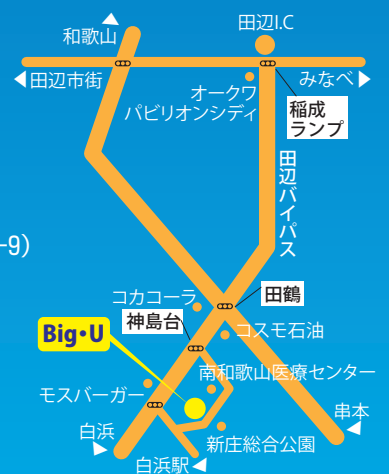 田辺I.C
和歌山
田辺市街
みなべ
オークワ
パビリオンシティ
稲成
ランプ
田辺バイパス
-9)
コカコーラ
田鶴
神島台
Big・U
コスモ石油
南和歌山医療センター
モスバーガー
串本
白浜
新庄総合公園
白浜駅